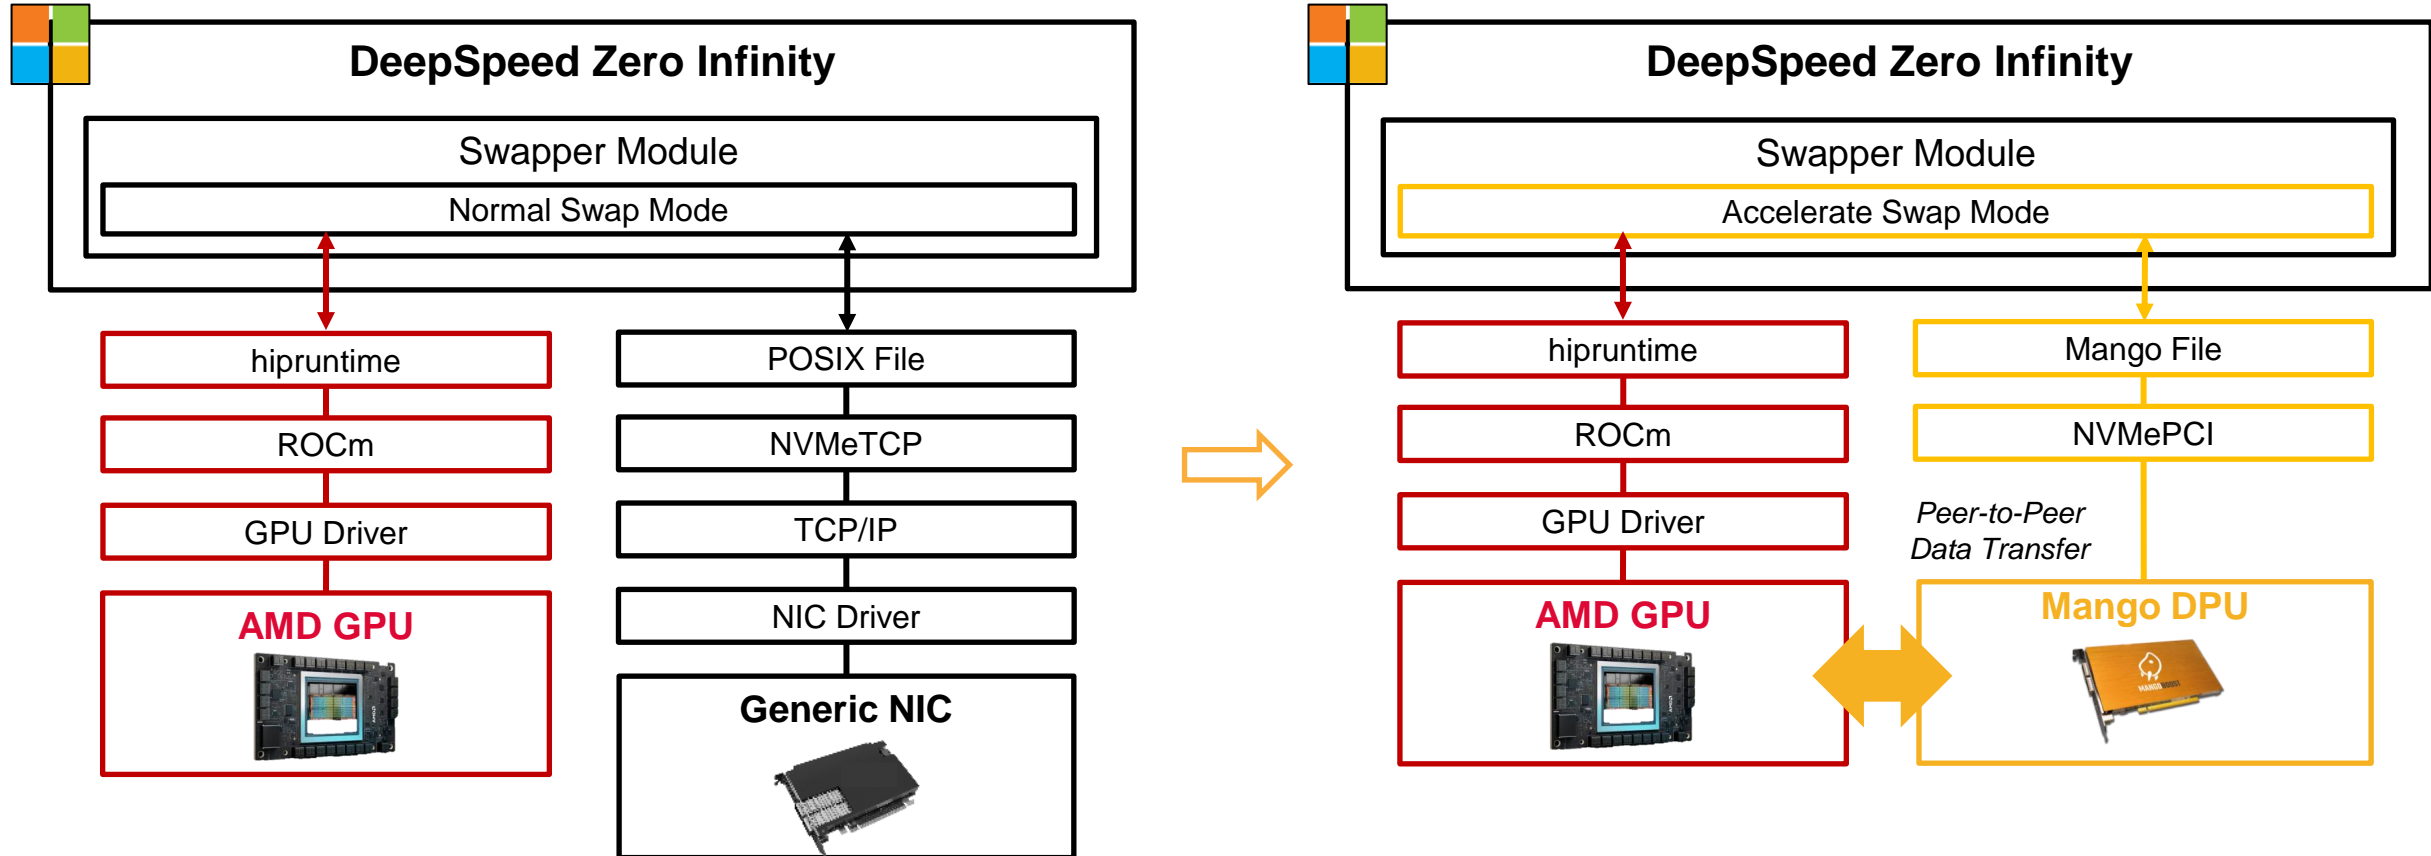 DeepSpeed Zero Infinity
Swapper Module
Normal Swap Mode
hipruntime
ROCm
GPU Driver
AMD GPU
POSIX File
NVMeTCP
TCP/IP
NIC Driver
Generic NIC
DeepSpeed Zero Infinity
Swapper Module
Accelerate Swap Mode
hipruntime
ROCm
GPU Driver
AMD GPU
Mango File
NVMePCI
Peer-to-Peer
Data Transfer
Mango DPU
MANGOBOOST